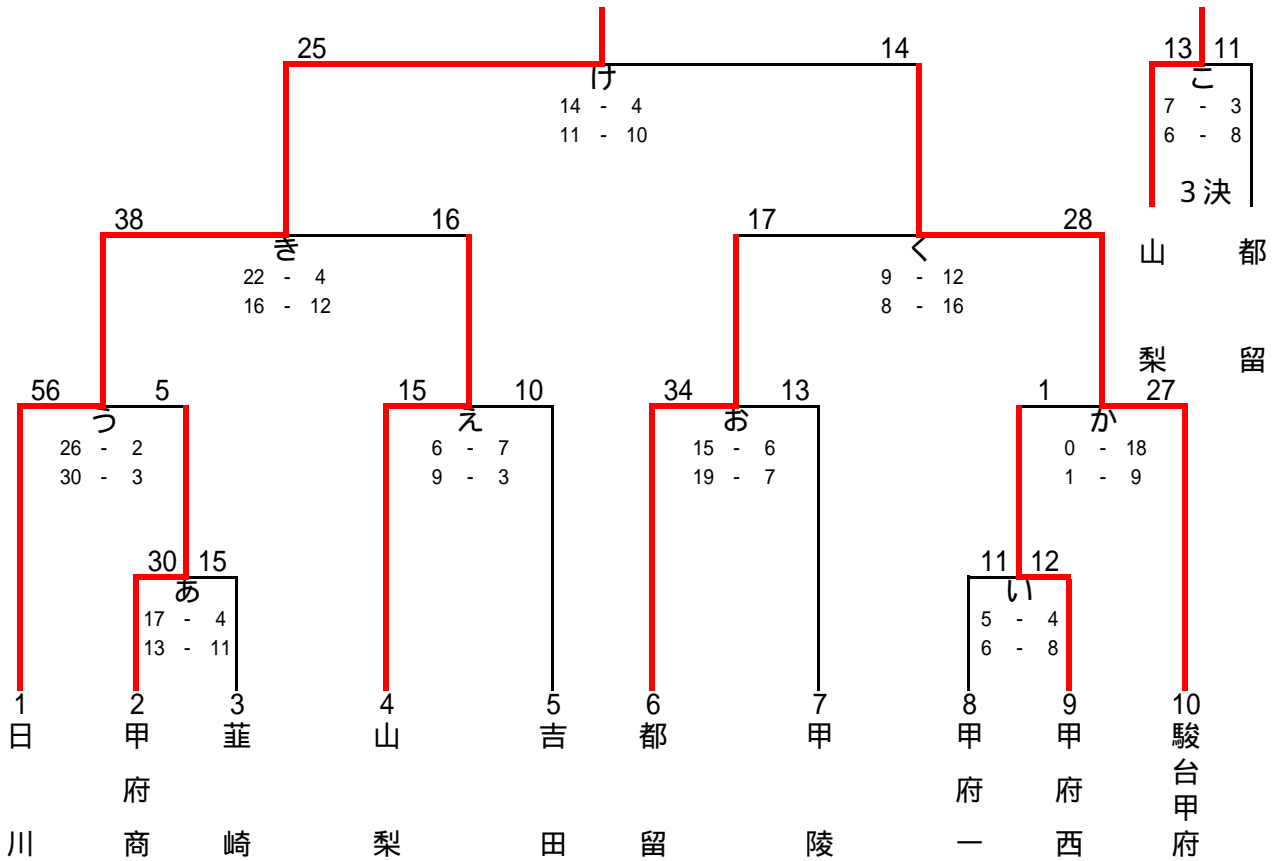 25 14 13 11
け こ
14 - 4 7 - 3
11 - 10 6 - 8
3決
38 16 17 28
き く 山 都
22 - 4 9 - 12
16 - 12 8 - 16
梨 留
56 5 15 10 34 13 1 27
う え お か
26 - 2 6 - 7 15 - 6 0 - 18
30 - 3 9 - 3 19 - 7 1 - 9
30 15 11 12
あ い
17 - 4 5 - 4
13 - 11 6 - 8
1 2 3 4 5 6 7 8 9 10
日川
甲府商
韮崎
山梨
吉田
都留
甲陵
甲府一
甲府西
駿台甲府